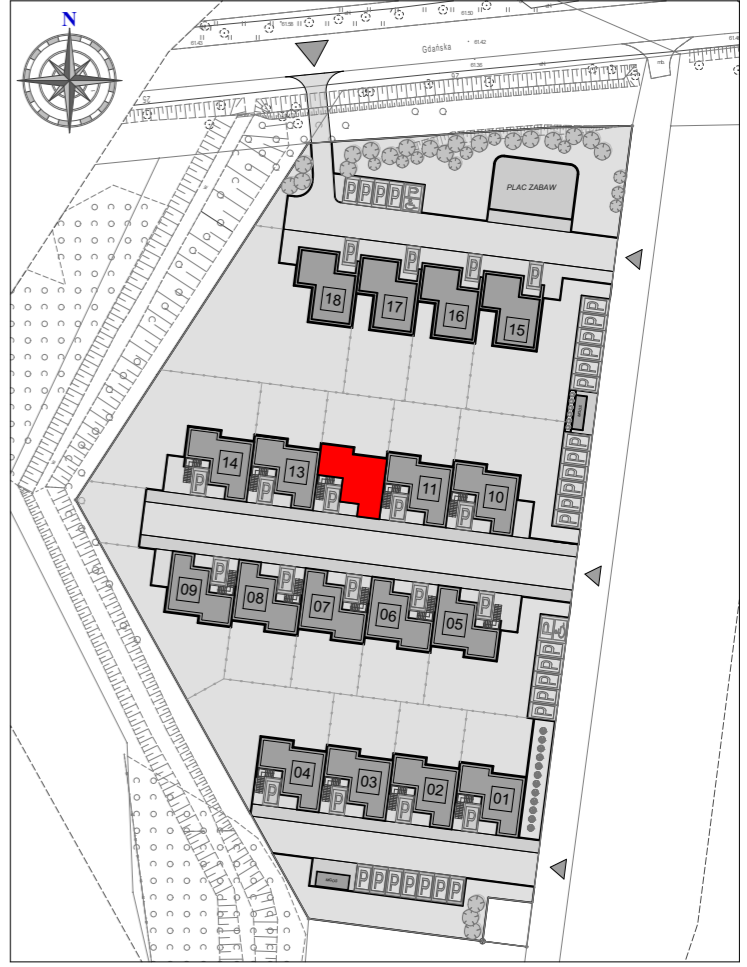 N
Gdańska
PLAC ZABAW
P P P P P
P P P P
18
17
16
15
P P P P P P
P P P P P P
14
13
11
10
P P P P
09
08
07
06
05
P P P P P
P P P P P P
04
03
02
01
P P P P
P P P P P P P